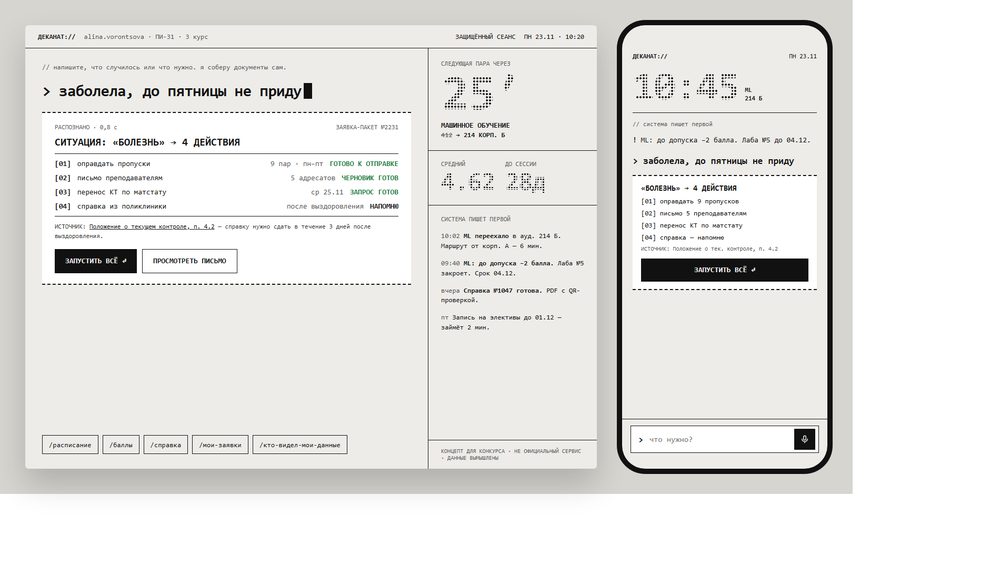 ДЕКАНАТ:// alina.vorontsova · ПИ-31 · 3 курс
ЗАЩИЩЁННЫЙ СЕАНС ПН 23.11 · 10:20
// напишите, что случилось или что нужно. я соберу документы сам.
> заболела, до пятницы не приду
РАСПОЗНАНО · 0,8 с ЗАЯВКА-ПАКЕТ №2231
СИТУАЦИЯ: «БОЛЕЗНЬ» → 4 ДЕЙСТВИЯ
[01] оправдать пропуски 9 пар · пн–пт ГОТОВО К ОТПРАВКЕ
[02] письмо преподавателям 5 адресатов ЧЕРНОВИК ГОТОВ
[03] перенос КТ по матстату ср 25.11 ЗАПРОС ГОТОВ
[04] справка из поликлиники после выздоровления НАПОМНЮ
ИСТОЧНИК: Положение о текущем контроле, п. 4.2 — справку нужно сдать в течение 3 дней после
выздоровления.
ЗАПУСТИТЬ ВСЁ ⏎ ПРОСМОТРЕТЬ ПИСЬМО
/расписание /баллы /справка /мои-заявки /кто-видел-мои-данные
СЛЕДУЮЩАЯ ПАРА ЧЕРЕЗ
25′
МАШИННОЕ ОБУЧЕНИЕ
412 → 214 КОРП. Б
СРЕДНИЙ ДО СЕССИИ
4.62 28д
СИСТЕМА ПИШЕТ ПЕРВОЙ
10:02 ML переехало в ауд. 214 Б.
Маршрут от корп. А — 6 мин.
09:40 ML: до допуска −2 балла. Лаба №5
закроет. Срок 04.12.
вчера Справка №1047 готова. PDF с QR-
проверкой.
пт Запись на элективы до 01.12 —
займёт 2 мин.
КОНЦЕПТ ДЛЯ КОНКУРСА · НЕ ОФИЦИАЛЬНЫЙ СЕРВИС
· ДАННЫЕ ВЫМЫШЛЕНЫ
ДЕКАНАТ:// ПН 23.11
10:45 ML
214 Б
// система пишет первой
! ML: до допуска −2 балла. Лаба №5 до 04.12.
> заболела, до пятницы не приду
«БОЛЕЗНЬ» → 4 ДЕЙСТВИЯ
[01] оправдать 9 пропусков
[02] письмо 5 преподавателям
[03] перенос КТ по матстату
[04] справка — напомню
ИСТОЧНИК: Положение о тек. контроле, п. 4.2
ЗАПУСТИТЬ ВСЁ ⏎
> что нужно?